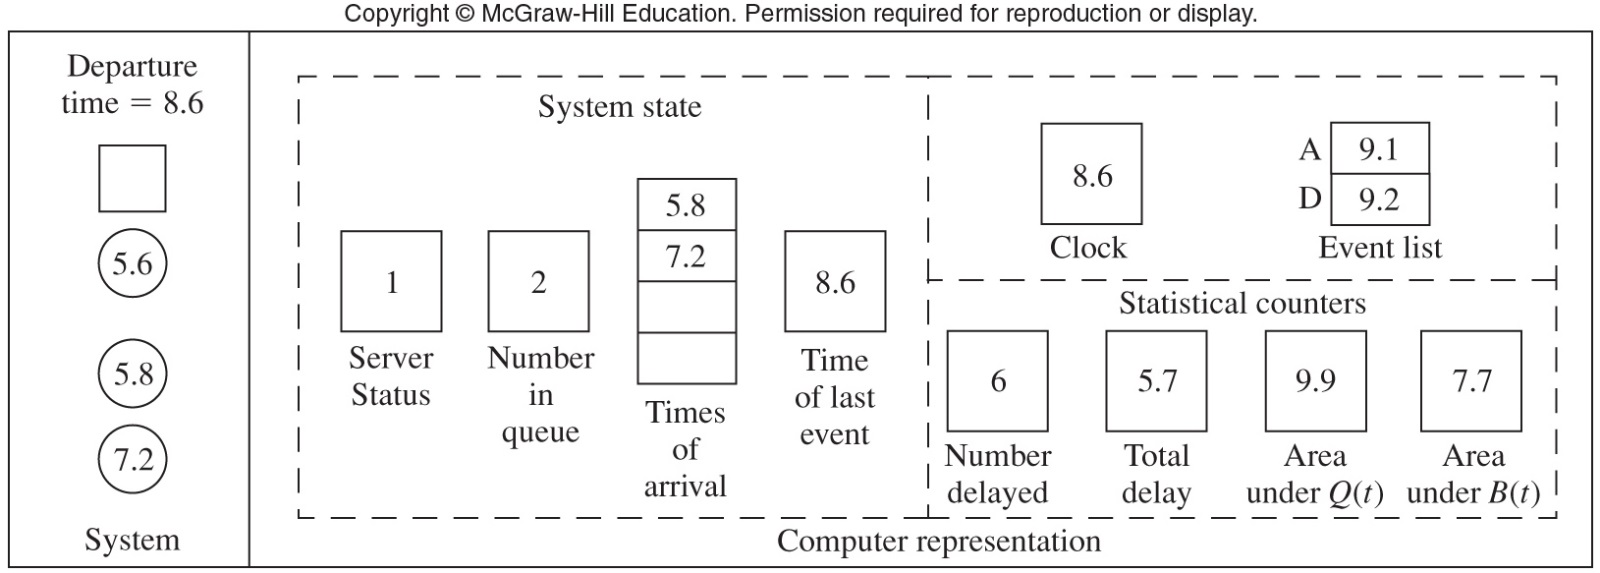 Copyright © McGraw-Hill Education. Permission required for reproduction or display.
Departure
time = 8.6
5.6
5.8
7.2
System
System state
1
Server
Status
2
Number
in
queue
5.8
7.2
Times
of
arrival
8.6
Time
of last
event
8.6
Clock
A 9.1
D 9.2
Event list
Statistical counters
6
Number
delayed
5.7
Total
delay
9.9
Area
under Q(t)
7.7
Area
under B(t)
Computer representation